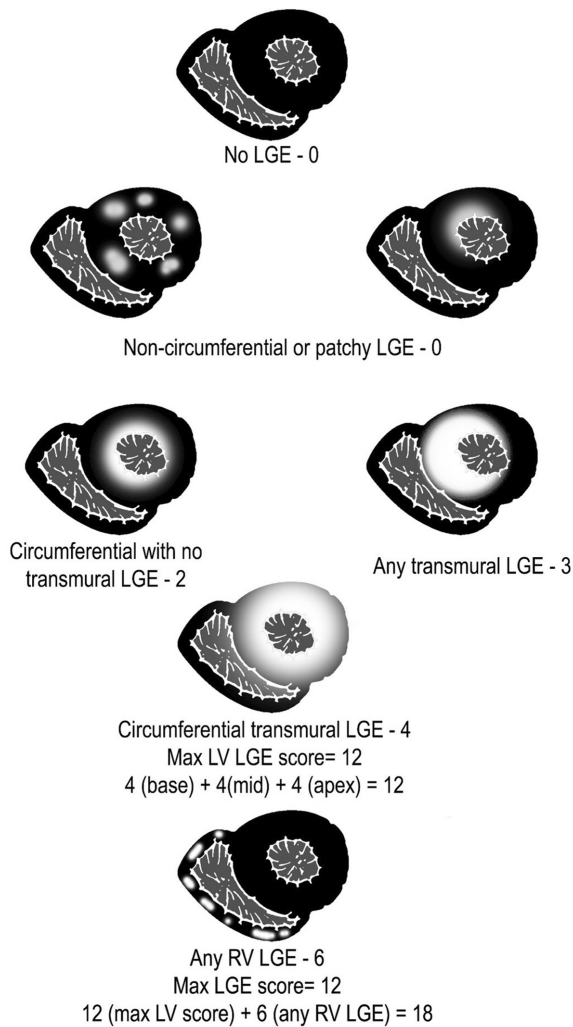 No LGE - 0
Non-circumferential or patchy LGE - 0
Circumferential with no
transmural LGE - 2
Any transmural LGE - 3
Circumferential transmural LGE - 4
Max LV LGE score= 12
4 (base) + 4(mid) + 4 (apex) = 12
Any RV LGE - 6
Max LGE score= 12
12 (max LV score) + 6 (any RV LGE) = 18